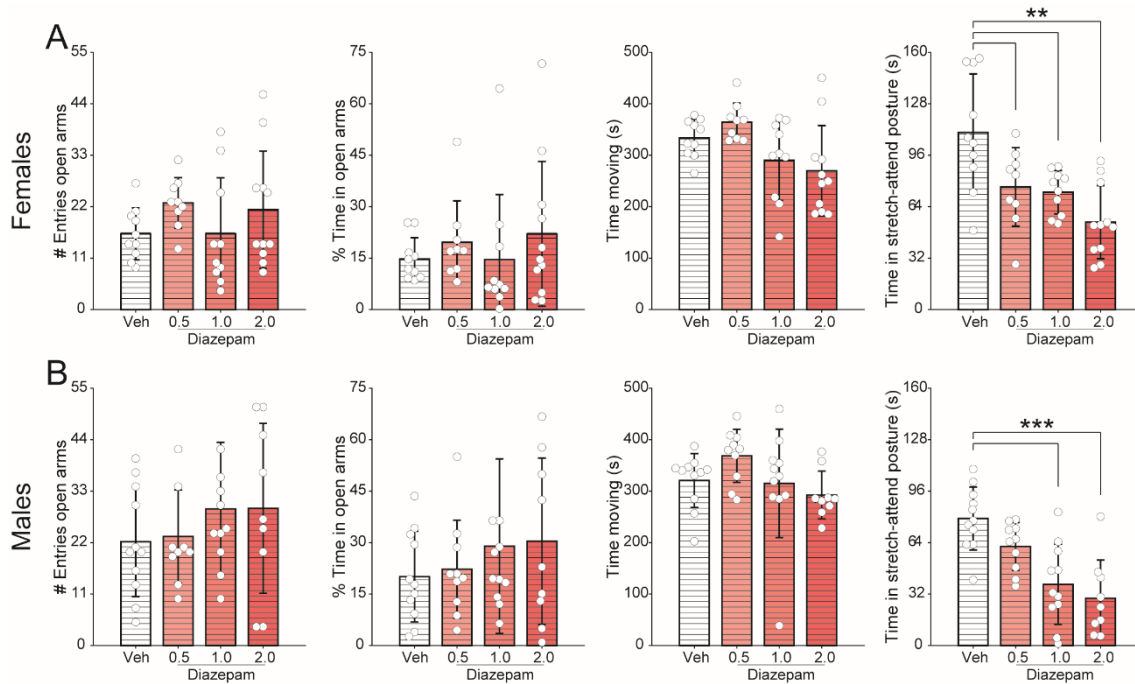 A
Females
# Entries open arms
55
44
33
22
11
0
Veh 0.5 1.0 2.0
Diazepam
% Time in open arms
75
60
45
30
15
0
Veh 0.5 1.0 2.0
Diazepam
Time moving (s)
500
400
300
200
100
0
Veh 0.5 1.0 2.0
Diazepam
Time in stretch-attend posture (s)
160
128
96
64
32
0
**
Veh 0.5 1.0 2.0
Diazepam
B
Males
# Entries open arms
55
44
33
22
11
0
Veh 0.5 1.0 2.0
Diazepam
% Time in open arms
75
60
45
30
15
0
Veh 0.5 1.0 2.0
Diazepam
Time moving (s)
500
400
300
200
100
0
Veh 0.5 1.0 2.0
Diazepam
Time in stretch-attend posture (s)
160
128
96
64
32
0
***
Veh 0.5 1.0 2.0
Diazepam